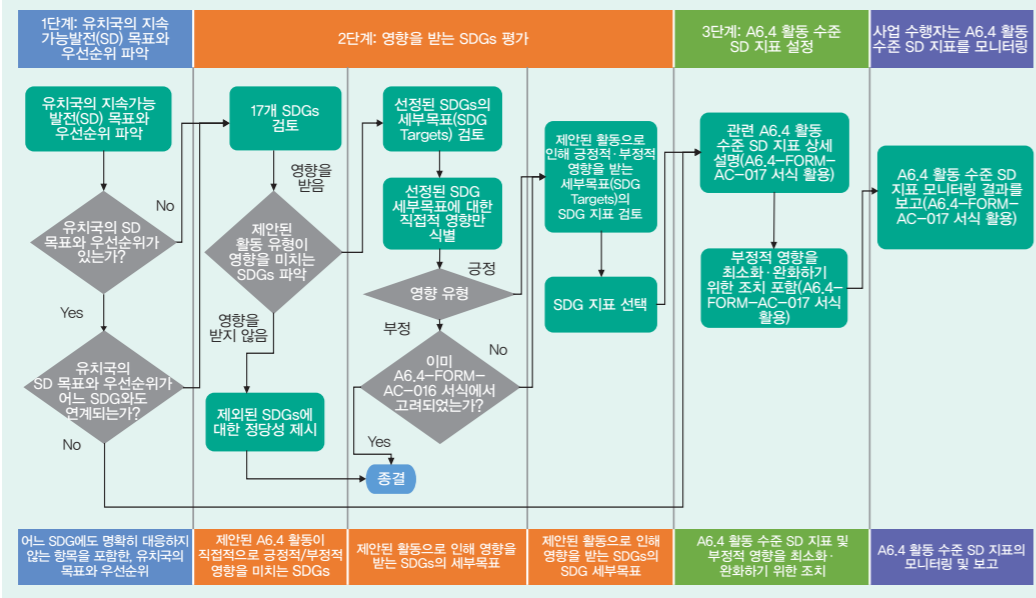 1단계: 유치국의 지속
가능발전(SD) 목표와
우선순위 파악
2단계: 영향을 받는 SDGs 평가
3단계: A6.4 활동 수준
SD 지표 설정
사업 수행자는 A6.4 활동
수준 SD 지표를 모니터링
유치국의 지속가능
발전(SD) 목표와
우선순위 파악
No
유치국의 SD
목표와 우선순위가
있는가?
Yes
유치국의
SD 목표와 우선순위가
어느 SDG와도
연계되는가?
No
17개 SDGs
검토
영향을
받음
제안된
활동 유형이
영향을 미치는
SDGs 파악
영향을
받지 않음
제외된 SDGs에
대한 정당성 제시
선정된 SDGs의
세부목표(SDG
Targets) 검토
선정된 SDG
세부목표에 대한
직접적 영향만
식별
긍정
영향 유형
부정
No
이미
A6.4-FORM-
AC-016 서식에서
고려되었는가?
Yes
종결
제안된 활동으로
인해 긍정적·부정적
영향을 받는
세부목표(SDG
Targets)의
SDG 지표 검토
SDG 지표 선택
관련 A6.4 활동
수준 SD 지표 상세
설명(A6.4-FORM-
AC-017 서식 활용)
부정적 영향을
최소화·완화하기
위한 조치 포함(A6.4-
FORM-AC-017 서식
활용)
A6.4 활동 수준 SD
지표 모니터링 결과를
보고(A6.4-FORM-
AC-017 서식 활용)
어느 SDG에도 명확히 대응하지
않는 항목을 포함한, 유치국의
목표와 우선순위
제안된 A6.4 활동이
직접적으로 긍정적/부정적
영향을 미치는 SDGs
제안된 활동으로 인해 영향을
받는 SDGs의 세부목표
제안된 활동으로 인해
영향을 받는 SDGs의
SDG 세부목표
A6.4 활동 수준 SD 지표 및
부정적 영향을 최소화·
완화하기 위한 조치
A6.4 활동 수준 SD 지표의
모니터링 및 보고